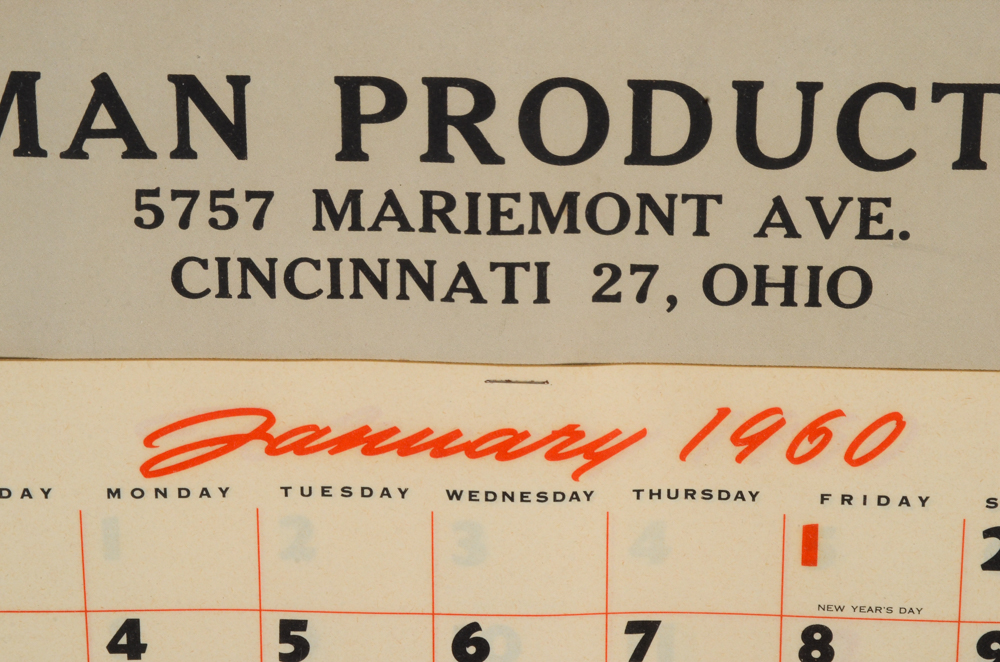 MAN PRODUCT
5757 MARIEMONT AVE.
CINCINNATI 27, OHIO
January 1960
DAY MONDAY TUESDAY WEDNESDAY THURSDAY FRIDAY S
1 2
NEW YEAR'S DAY
4 5 6 7 8 9